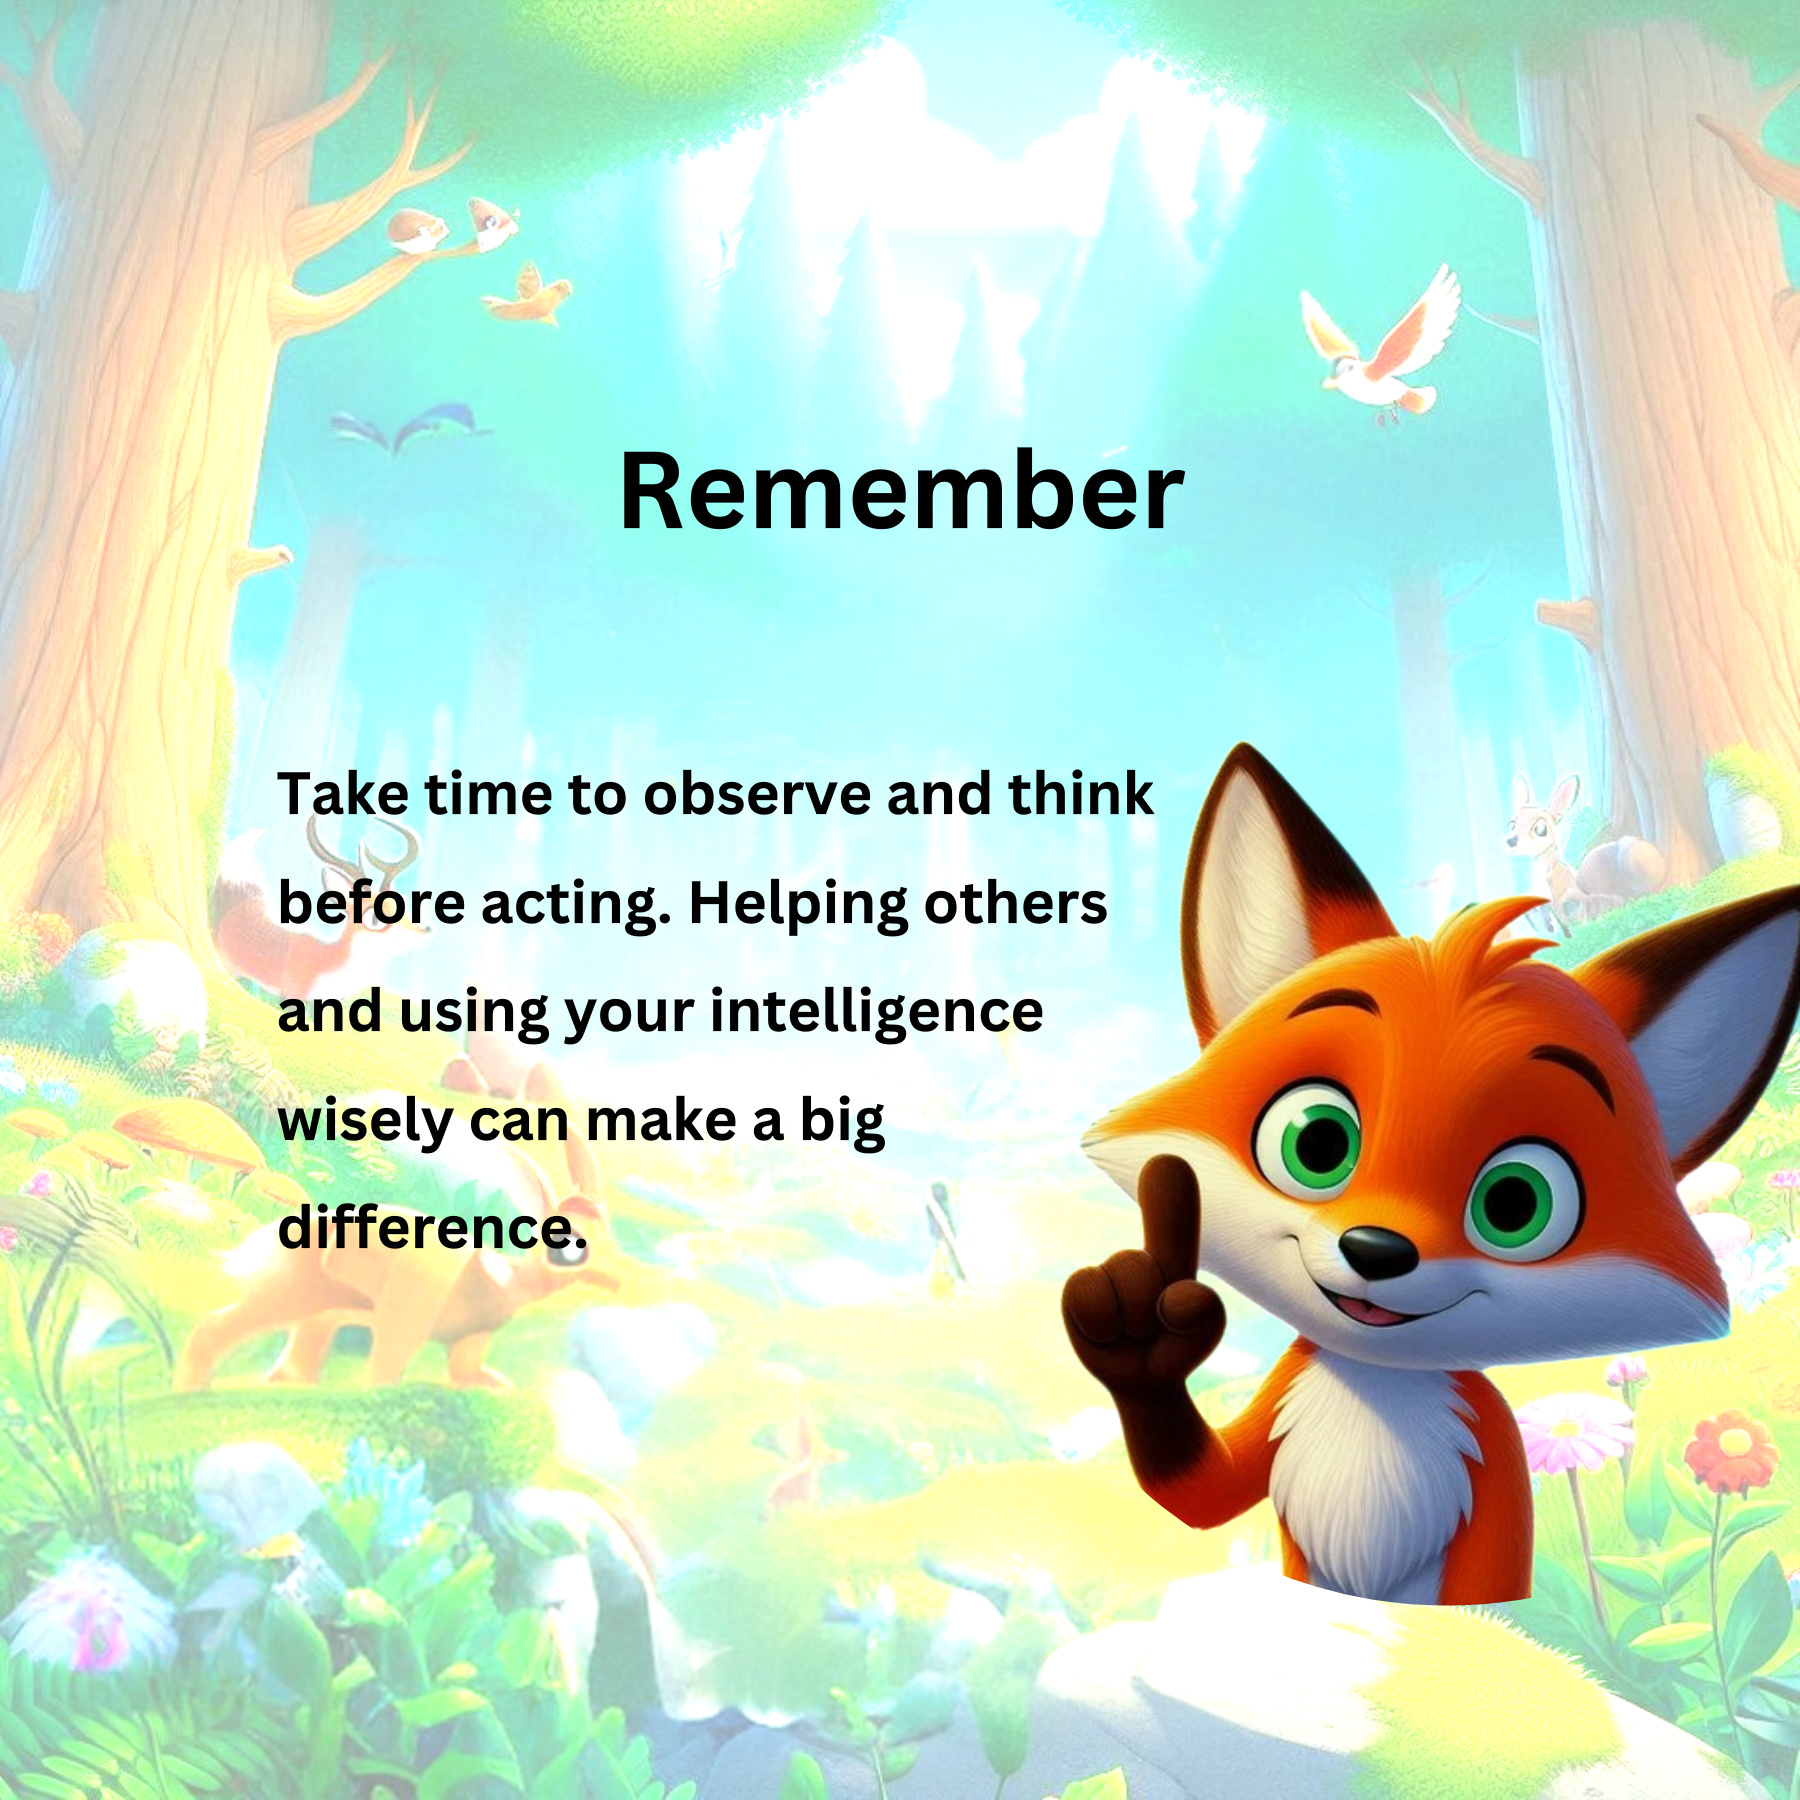 Remember
Take time to observe and think
before acting. Helping others
and using your intelligence
wisely can make a big
difference.